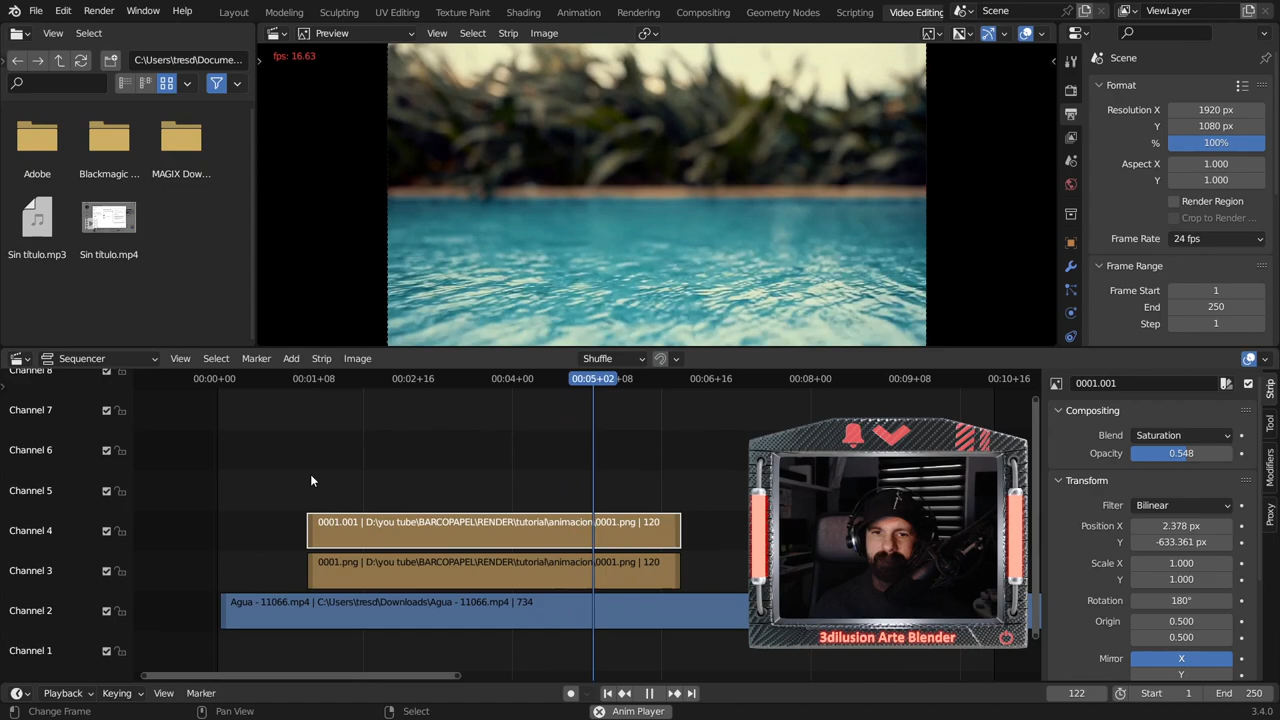 File Edit Render Window Help Layout Modeling Sculpting UV Editing Texture Paint Shading Animation Rendering Compositing Geometry Nodes Scripting Video Editing Scene ViewLayer
View Select Preview View Select Strip Image
C:\Users\tresd\Docume...
Adobe Blackmagic ... MAGIX Dow...
Sin título.mp3 Sin título.mp4
fps: 16.63
Scene
Format
Resolution X 1920 px
Y 1080 px
% 100%
Aspect X 1.000
Y 1.000
Render Region
Crop to Render ...
Frame Rate 24 fps
Frame Range
Frame Start 1
End 250
Step 1
Sequencer View Select Marker Add Strip Image Shuffle
00:00+00 00:01+08 00:02+16 00:04+00 00:05+02 +08 00:06+16 00:08+00 00:09+08 00:10+16
Channel 8
Channel 7
Channel 6
Channel 5
Channel 4
0001.001 | D:\you tube\BARCOPAPEL\RENDER\tutorial\animacion\0001.png | 120
Channel 3
0001.png | D:\you tube\BARCOPAPEL\RENDER\tutorial\animacion\0001.png | 120
Channel 2
Agua - 11066.mp4 | C:\Users\tresd\Downloads\Agua - 11066.mp4 | 734
Channel 1
3dilusion Arte Blender
0001.001
Compositing
Blend Saturation
Opacity 0.548
Transform
Filter Bilinear
Position X 2.378 px
Y -633.361 px
Scale X 1.000
Y 1.000
Rotation 180°
Origin 0.500
0.500
Mirror X
Y
Strip
Tool
Modifiers
Proxy
Playback Keying View Marker 122 Start 1 End 250
Change Frame Pan View Select Anim Player 3.4.0